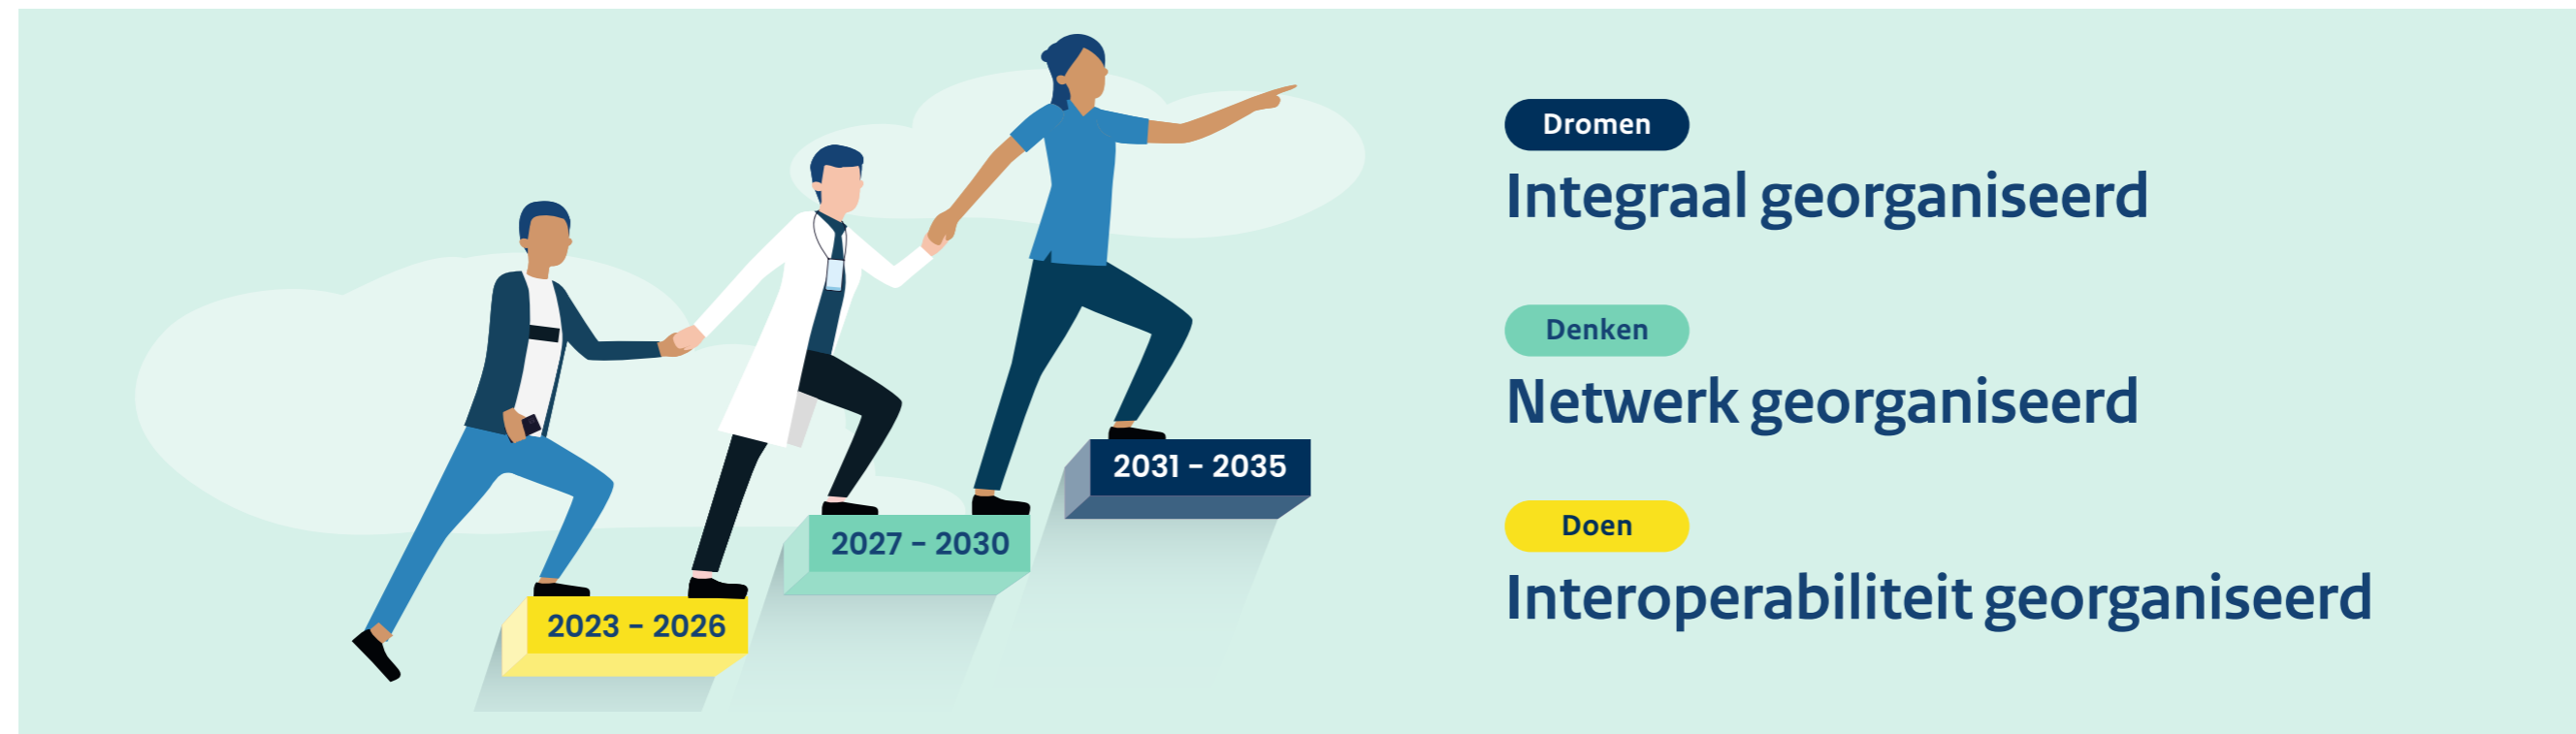 2023 - 2026
2027 - 2030
2031 - 2035
Dromen
Integraal georganiseerd
Denken
Netwerk georganiseerd
Doen
Interoperabiliteit georganiseerd